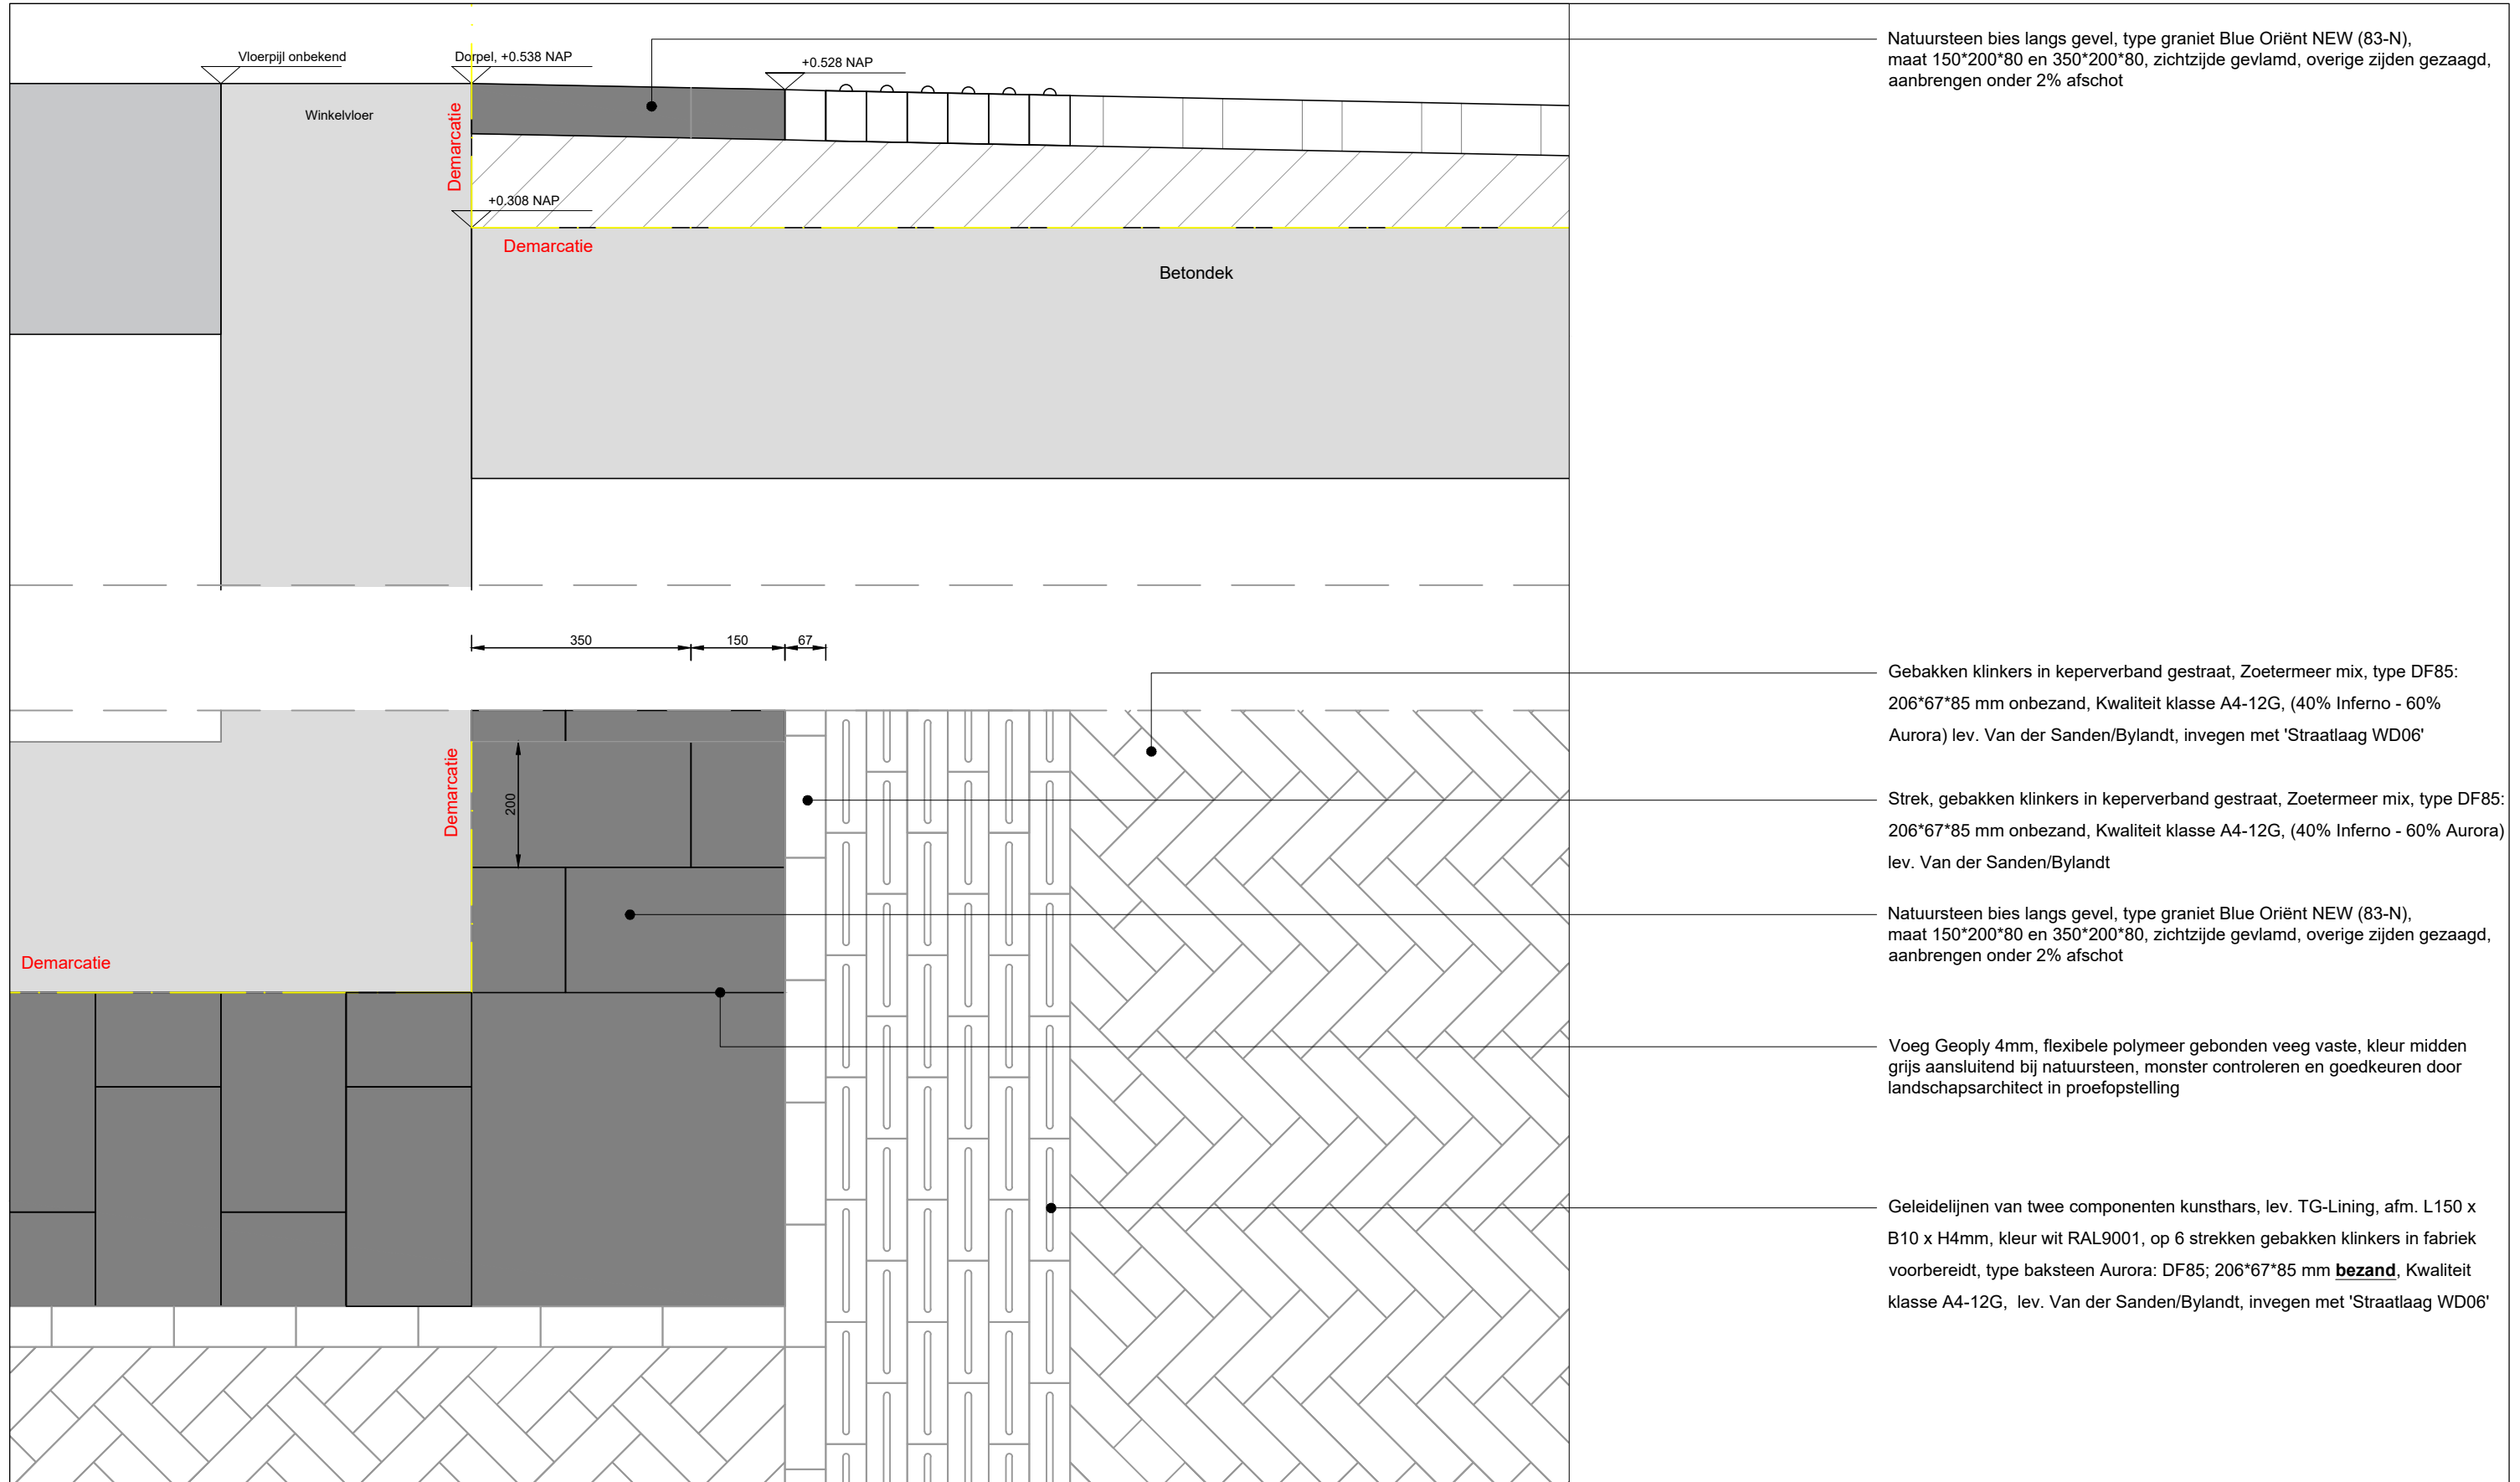 Natuursteen bies langs gevel, type graniet Blue Oriënt NEW (83-N),
maat 150*200*80 en 350*200*80, zichtzijde gevlamd, overige zijden gezaagd,
aanbrengen onder 2% afschot
Vloerpijl onbekend
Dorpel, +0.538 NAP
+0.528 NAP
Winkelvloer
Demarcatie
+0.308 NAP
Demarcatie
Betondek
350
150
67
Gebakken klinkers in keperverband gestraat, Zoetermeer mix, type DF85:
206*67*85 mm onbezand, Kwaliteit klasse A4-12G, (40% Inferno - 60%
Aurora) lev. Van der Sanden/Bylandt, invegen met 'Straatlaag WD06'
Demarcatie
200
Strek, gebakken klinkers in keperverband gestraat, Zoetermeer mix, type DF85:
206*67*85 mm onbezand, Kwaliteit klasse A4-12G, (40% Inferno - 60% Aurora)
lev. Van der Sanden/Bylandt
Natuursteen bies langs gevel, type graniet Blue Oriënt NEW (83-N),
maat 150*200*80 en 350*200*80, zichtzijde gevlamd, overige zijden gezaagd,
aanbrengen onder 2% afschot
Demarcatie
Voeg Geoply 4mm, flexibele polymeer gebonden veeg vaste, kleur midden
grijs aansluitend bij natuursteen, monster controleren en goedkeuren door
landschapsarchitect in proefopstelling
Geleidelijnen van twee componenten kunsthars, lev. TG-Lining, afm. L150 x
B10 x H4mm, kleur wit RAL9001, op 6 strekken gebakken klinkers in fabriek
voorbereidt, type baksteen Aurora: DF85; 206*67*85 mm bezand, Kwaliteit
klasse A4-12G, lev. Van der Sanden/Bylandt, invegen met 'Straatlaag WD06'